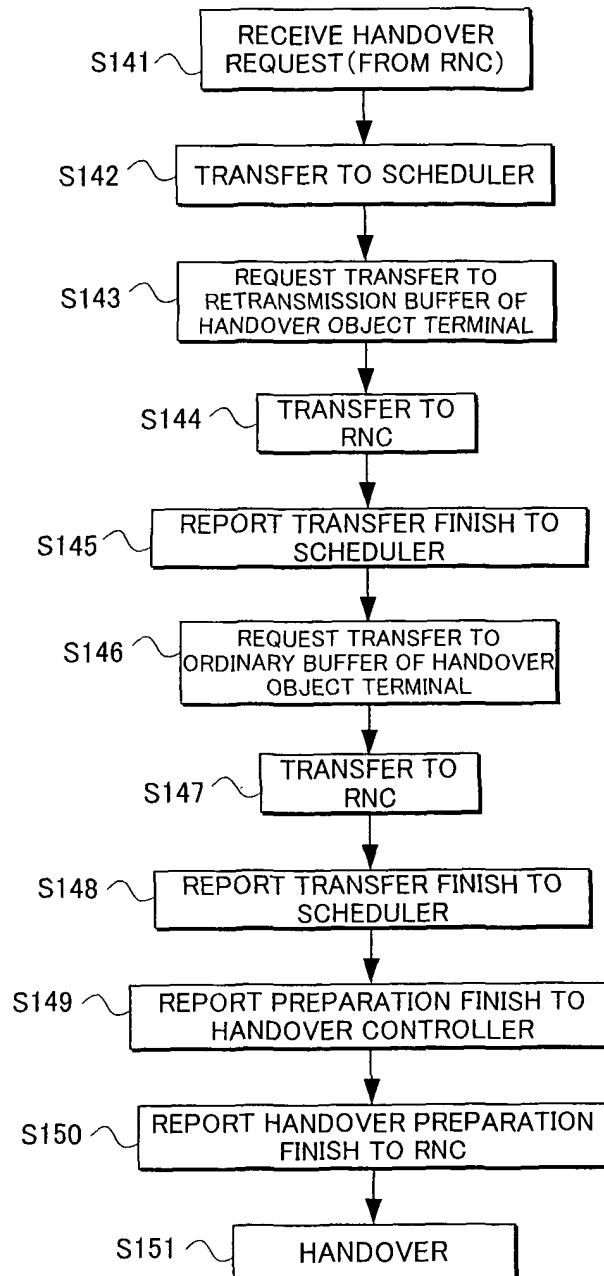 S141
RECEIVE HANDOVER
REQUEST(FROM RNC)
S142
TRANSFER TO SCHEDULER
S143
REQUEST TRANSFER TO
RETRANSMISSION BUFFER OF
HANDOVER OBJECT TERMINAL
S144
TRANSFER TO
RNC
S145
REPORT TRANSFER FINISH TO
SCHEDULER
S146
REQUEST TRANSFER TO
ORDINARY BUFFER OF HANDOVER
OBJECT TERMINAL
S147
TRANSFER TO
RNC
S148
REPORT TRANSFER FINISH TO
SCHEDULER
S149
REPORT PREPARATION FINISH TO
HANDOVER CONTROLLER
S150
REPORT HANDOVER PREPARATION
FINISH TO RNC
S151
HANDOVER